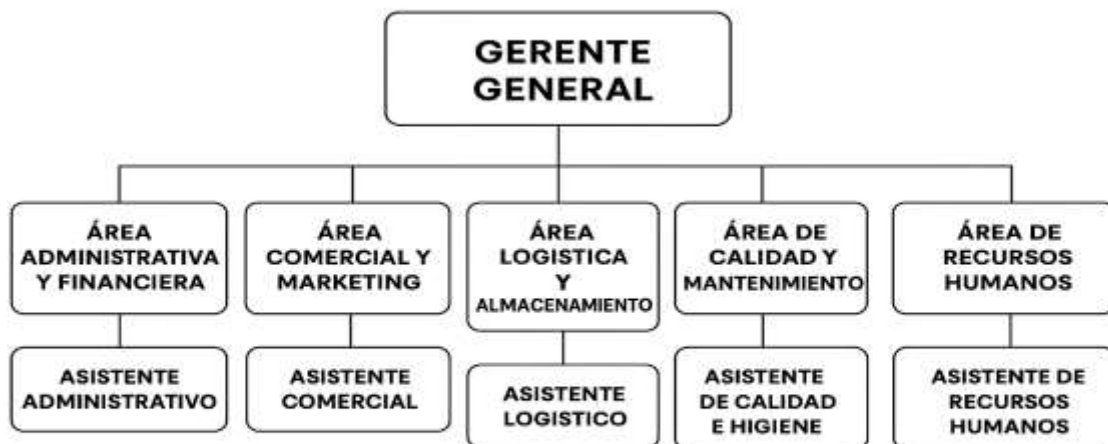 GERENTE
GENERAL
ÁREA
ADMINISTRATIVA
Y FINANCIERA
ÁREA
COMERCIAL Y
MARKETING
ÁREA
LOGISTICA
Y
ALMACENAMIENTO
ÁREA DE
CALIDAD Y
MANTENIMIENTO
ÁREA DE
RECURSOS
HUMANOS
ASISTENTE
ADMINISTRATIVO
ASISTENTE
COMERCIAL
ASISTENTE
LOGISTICO
ASISTENTE
DE CALIDAD
E HIGIENE
ASISTENTE DE
RECURSOS
HUMANOS